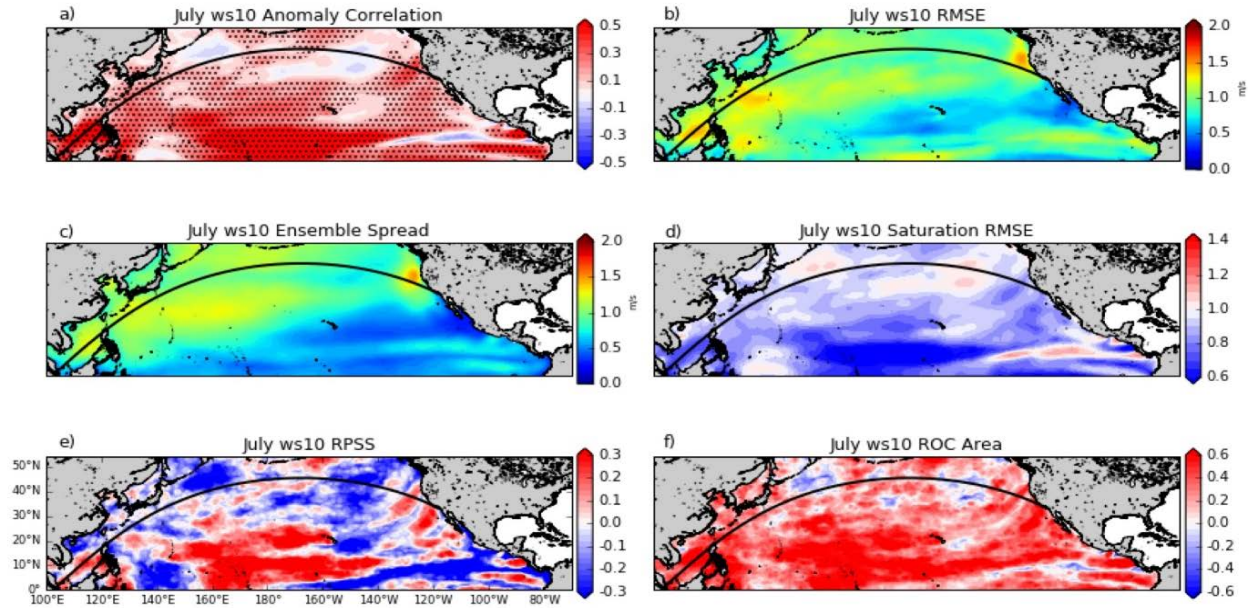 a) July ws10 Anomaly Correlation
0.5
0.3
0.1
-0.1
-0.3
-0.5
b) July ws10 RMSE
2.0
1.5
1.0
0.5
0.0
m/s
c) July ws10 Ensemble Spread
2.0
1.5
1.0
0.5
0.0
m/s
d) July ws10 Saturation RMSE
1.4
1.2
1.0
0.8
0.6
e) July ws10 RPSS
50°N
40°N
30°N
20°N
10°N
0°
100°E 120°E 140°E 160°E 180° 160°W 140°W 120°W 100°W 80°W
0.3
0.2
0.1
0.0
-0.1
-0.2
-0.3
f) July ws10 ROC Area
0.6
0.4
0.2
0.0
-0.2
-0.4
-0.6